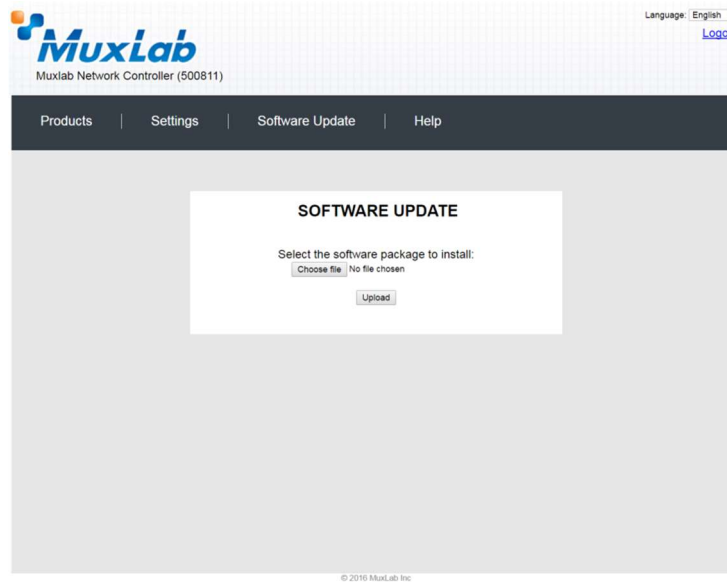 Language: English
Logo
MuxLab
Muxlab Network Controller (500811)
Products | Settings | Software Update | Help
SOFTWARE UPDATE
Select the software package to install:
Choose file No file chosen
Upload
© 2016 MuxLab Inc